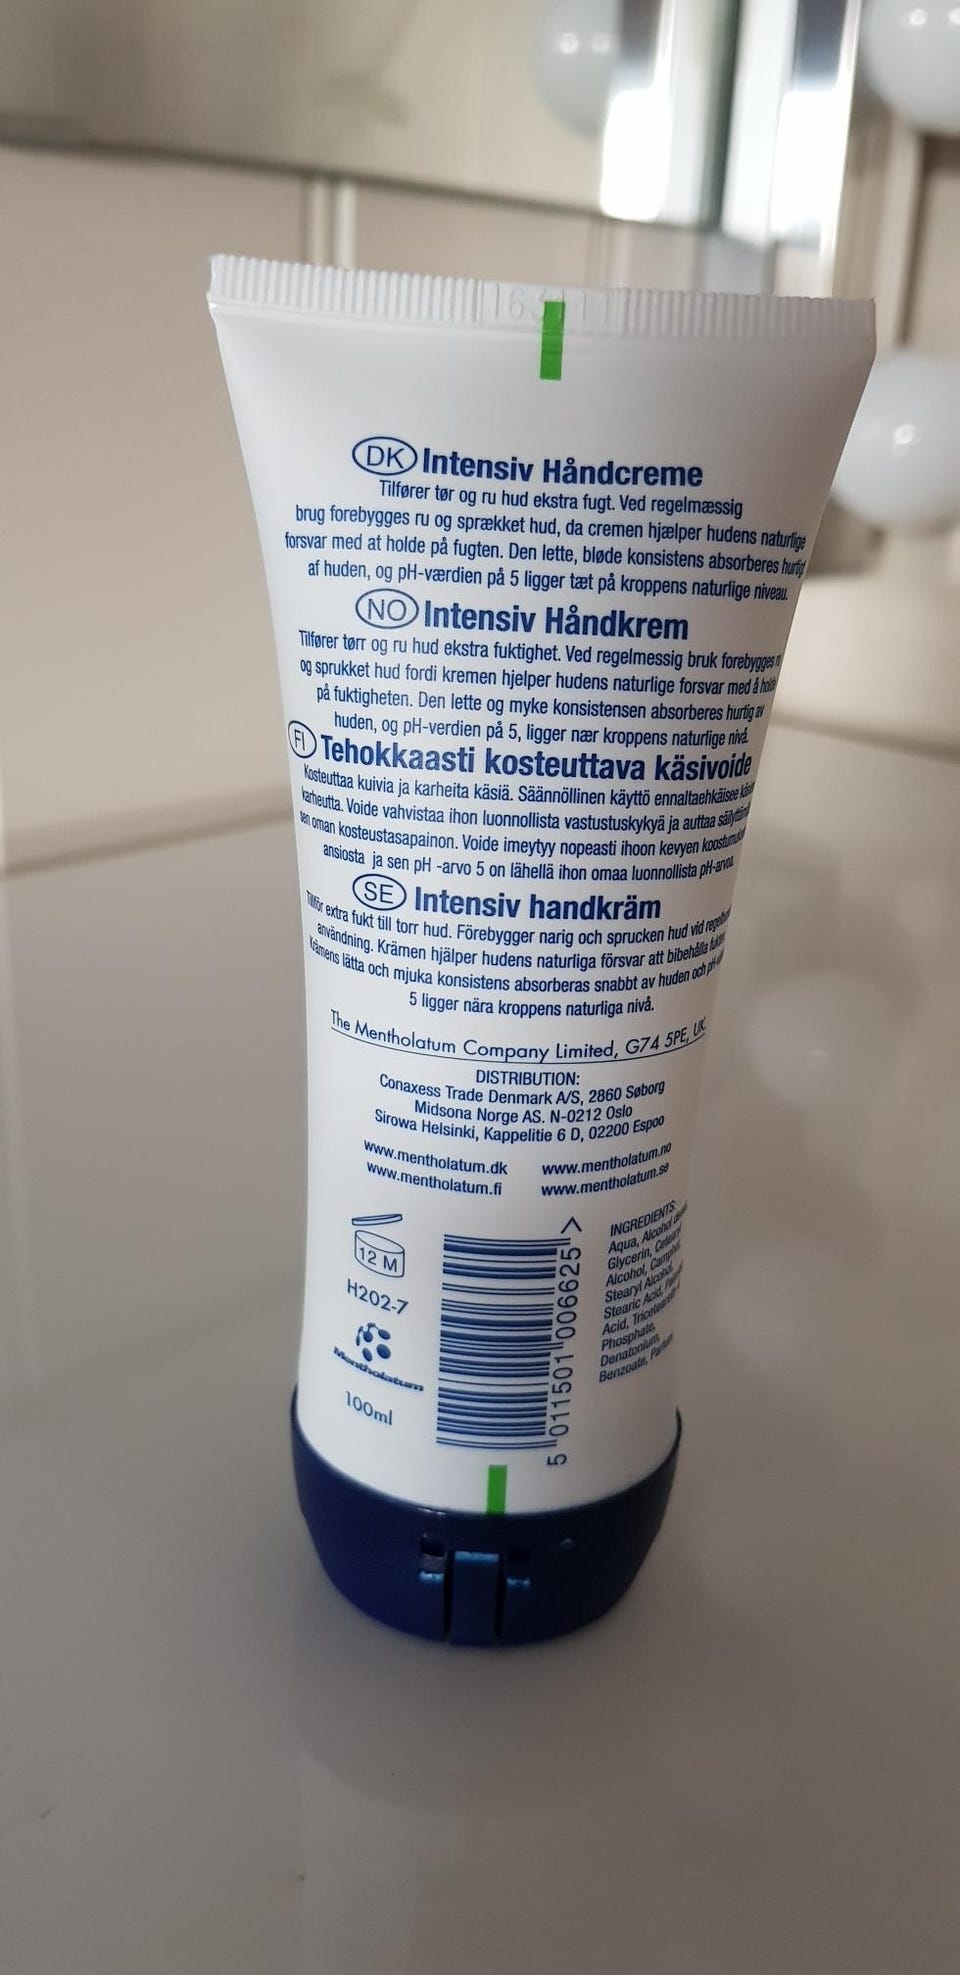 163
DK Intensiv Håndcreme
Tilfører tør og ru hud ekstra fugt. Ved regelmæssig
brug forebygges ru og sprækket hud, da cremen hjælper hudens naturlige
forsvar med at holde på fugten. Den lette, bløde konsistens absorberes hurtigt
af huden, og pH-værdien på 5 ligger tæt på kroppens naturlige niveau.
NO Intensiv Håndkrem
Tilfører tørr og ru hud ekstra fuktighet. Ved regelmessig bruk forebygges
og sprukket hud fordi kremen hjelper hudens naturlige forsvar med å holde
på fuktigheten. Den lette og myke konsistensen absorberes hurtig av
huden, og pH-verdien på 5, ligger nær kroppens naturlige nivå.
FI Tehokkaasti kosteuttava käsivoide
Kosteuttaa kuivia ja karheita käsiä. Säännöllinen käyttö ennaltaehkäisee
karheutta. Voide vahvistaa ihon luonnollista vastustuskykyä ja auttaa säilyttämään
sen oman kosteustasapainon. Voide imeytyy nopeasti ihoon kevyen
ansiosta ja sen pH -arvo 5 on lähellä ihon omaa luonnollista pH-arvoa.
SE Intensiv handkräm
Tillför extra fukt till torr hud. Förebygger narig och sprucken hud vid
användning. Krämen hjälper hudens naturliga försvar att bibehålla fukten.
Krämens lätta och mjuka konsistens absorberas snabbt av huden och
5 ligger nära kroppens naturliga nivå.
The Mentholatum Company Limited, G74 5PE, UK
DISTRIBUTION:
Conaxess Trade Denmark A/S, 2860 Søborg
Midsona Norge AS. N-0212 Oslo
Sirowa Helsinki, Kappelitie 6 D, 02200 Espoo
www.mentholatum.dk www.mentholatum.no
www.mentholatum.fi www.mentholatum.se
12 M
H202-7
Mentholatum
100ml
5 011501 006625 >
INGREDIENTS:
Aqua, Alcohol
Glycerin,
Alcohol,
Stearyl Alcohol,
Stearic Acid,
Acid,
Phosphate,
Denatonium,
Benzoate, Parfum